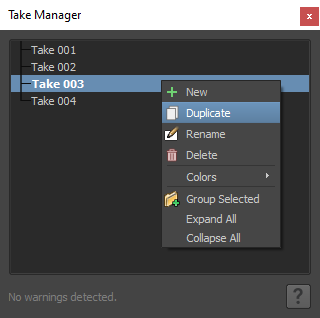 Take Manager
Take 001
Take 002
Take 003
Take 004
New
Duplicate
Rename
Delete
Colors
Group Selected
Expand All
Collapse All
No warnings detected.
?